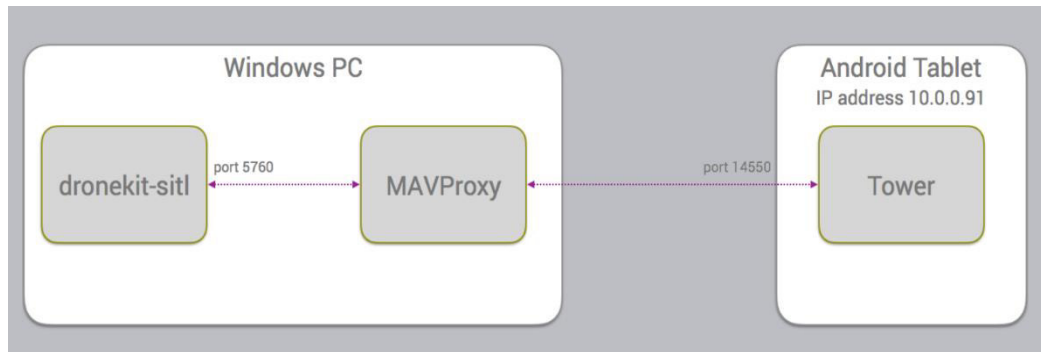 Windows PC
dronekit-sitl
port 5760
MAVProxy
port 14550
Android Tablet
IP address 10.0.0.91
Tower